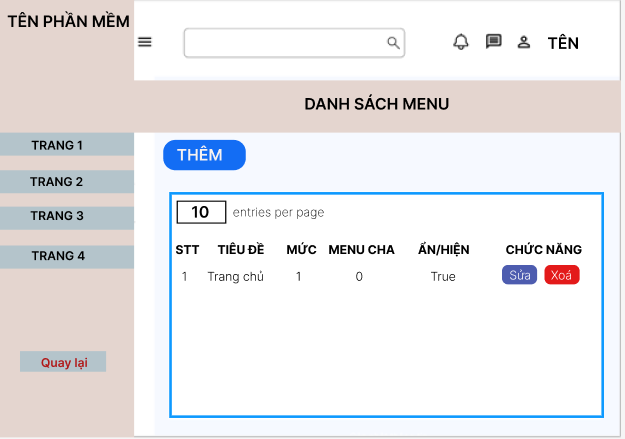 TÊN PHẦN MỀM
TÊN
DANH SÁCH MENU
TRANG 1
TRANG 2
TRANG 3
TRANG 4
Quay lại
THÊM
10 entries per page
STT TIÊU ĐỀ MỨC MENU CHA ẨN/HIỆN CHỨC NĂNG
1 Trang chủ 1 0 True Sửa Xoá